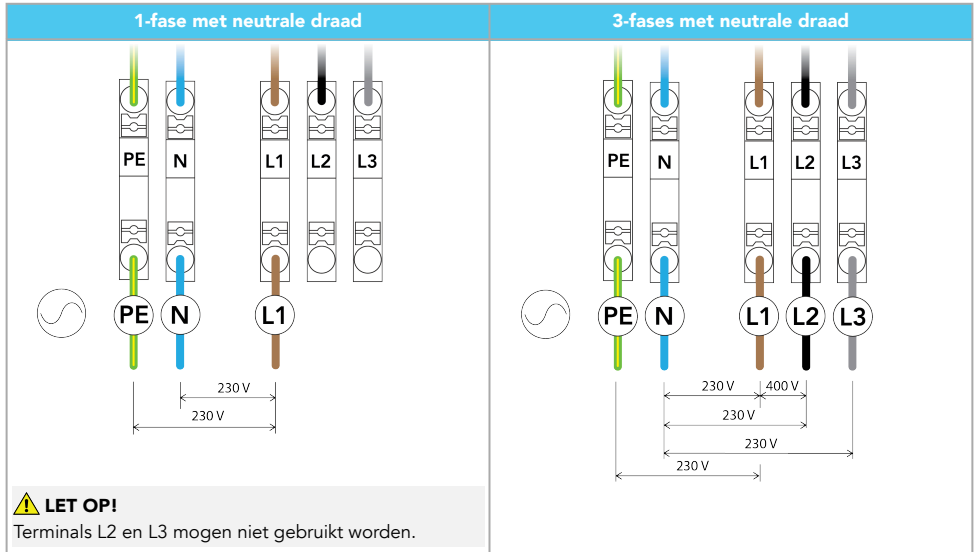 1-fase met neutrale draad
PE N L1 L2 L3
PE N L1
230 V
230 V
LET OP!
Terminals L2 en L3 mogen niet gebruikt worden.
3-fases met neutrale draad
PE N L1 L2 L3
PE N L1 L2 L3
230 V 400 V
230 V
230 V
230 V